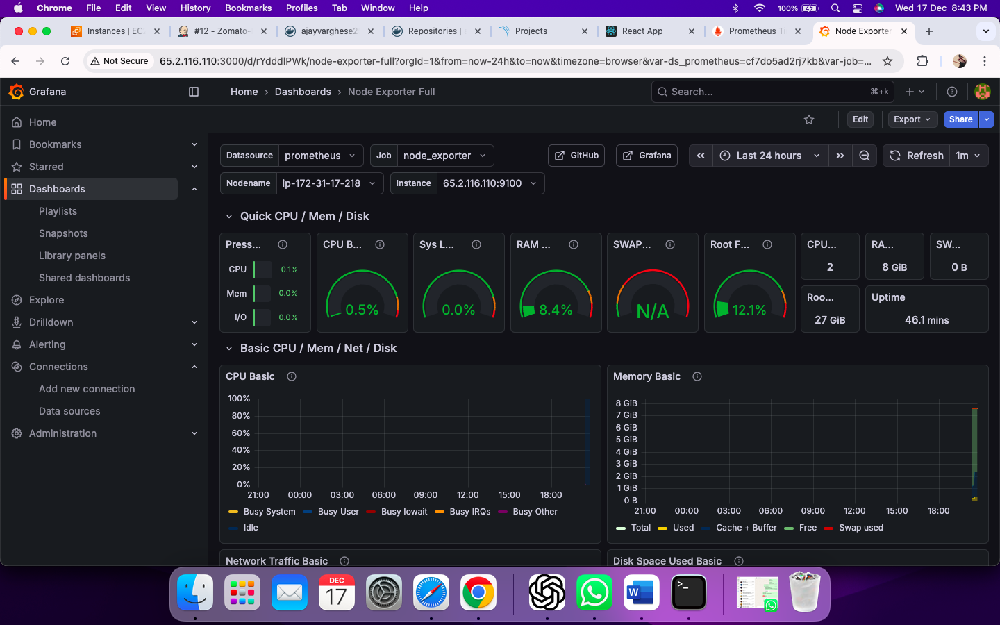 Chrome File Edit View History Bookmarks Profiles Tab Window Help 100% Wed 17 Dec 8:43 PM
Instances | EC2 #12 - Zomato- ajayvarghese2 Repositories | Projects React App Prometheus Ti Node Exporter
Not Secure 65.2.116.110:3000/d/rYdddlPWk/node-exporter-full?orgId=1&from=now-24h&to=now&timezone=browser&var-ds_prometheus=cf7do5ad2rj7kb&var-job=...
Grafana Home › Dashboards › Node Exporter Full Search... ⌘+k
Edit Export Share
Home
Bookmarks
Starred
Dashboards
Playlists
Snapshots
Library panels
Shared dashboards
Explore
Drilldown
Alerting
Connections
Add new connection
Data sources
Administration
Datasource prometheus Job node_exporter GitHub Grafana Last 24 hours Refresh 1m
Nodename ip-172-31-17-218 Instance 65.2.116.110:9100
Quick CPU / Mem / Disk
Press... CPU B... Sys L... RAM ... SWAP... Root F... CPU... RA... SW...
CPU 0.1%
Mem 0.0%
I/O 0.0%
0.5% 0.0% 8.4% N/A 12.1%
2 8 GiB 0 B
Roo... Uptime
27 GiB 46.1 mins
Basic CPU / Mem / Net / Disk
CPU Basic
100%
80%
60%
40%
20%
0%
21:00 00:00 03:00 06:00 09:00 12:00 15:00 18:00
Busy System Busy User Busy Iowait Busy IRQs Busy Other
Idle
Memory Basic
8 GiB
7 GiB
6 GiB
5 GiB
4 GiB
3 GiB
2 GiB
1 GiB
0 B
21:00 00:00 03:00 06:00 09:00 12:00 15:00 18:00
Total Used Cache + Buffer Free Swap used
Network Traffic Basic Disk Space Used Basic
DEC
17
W
>_